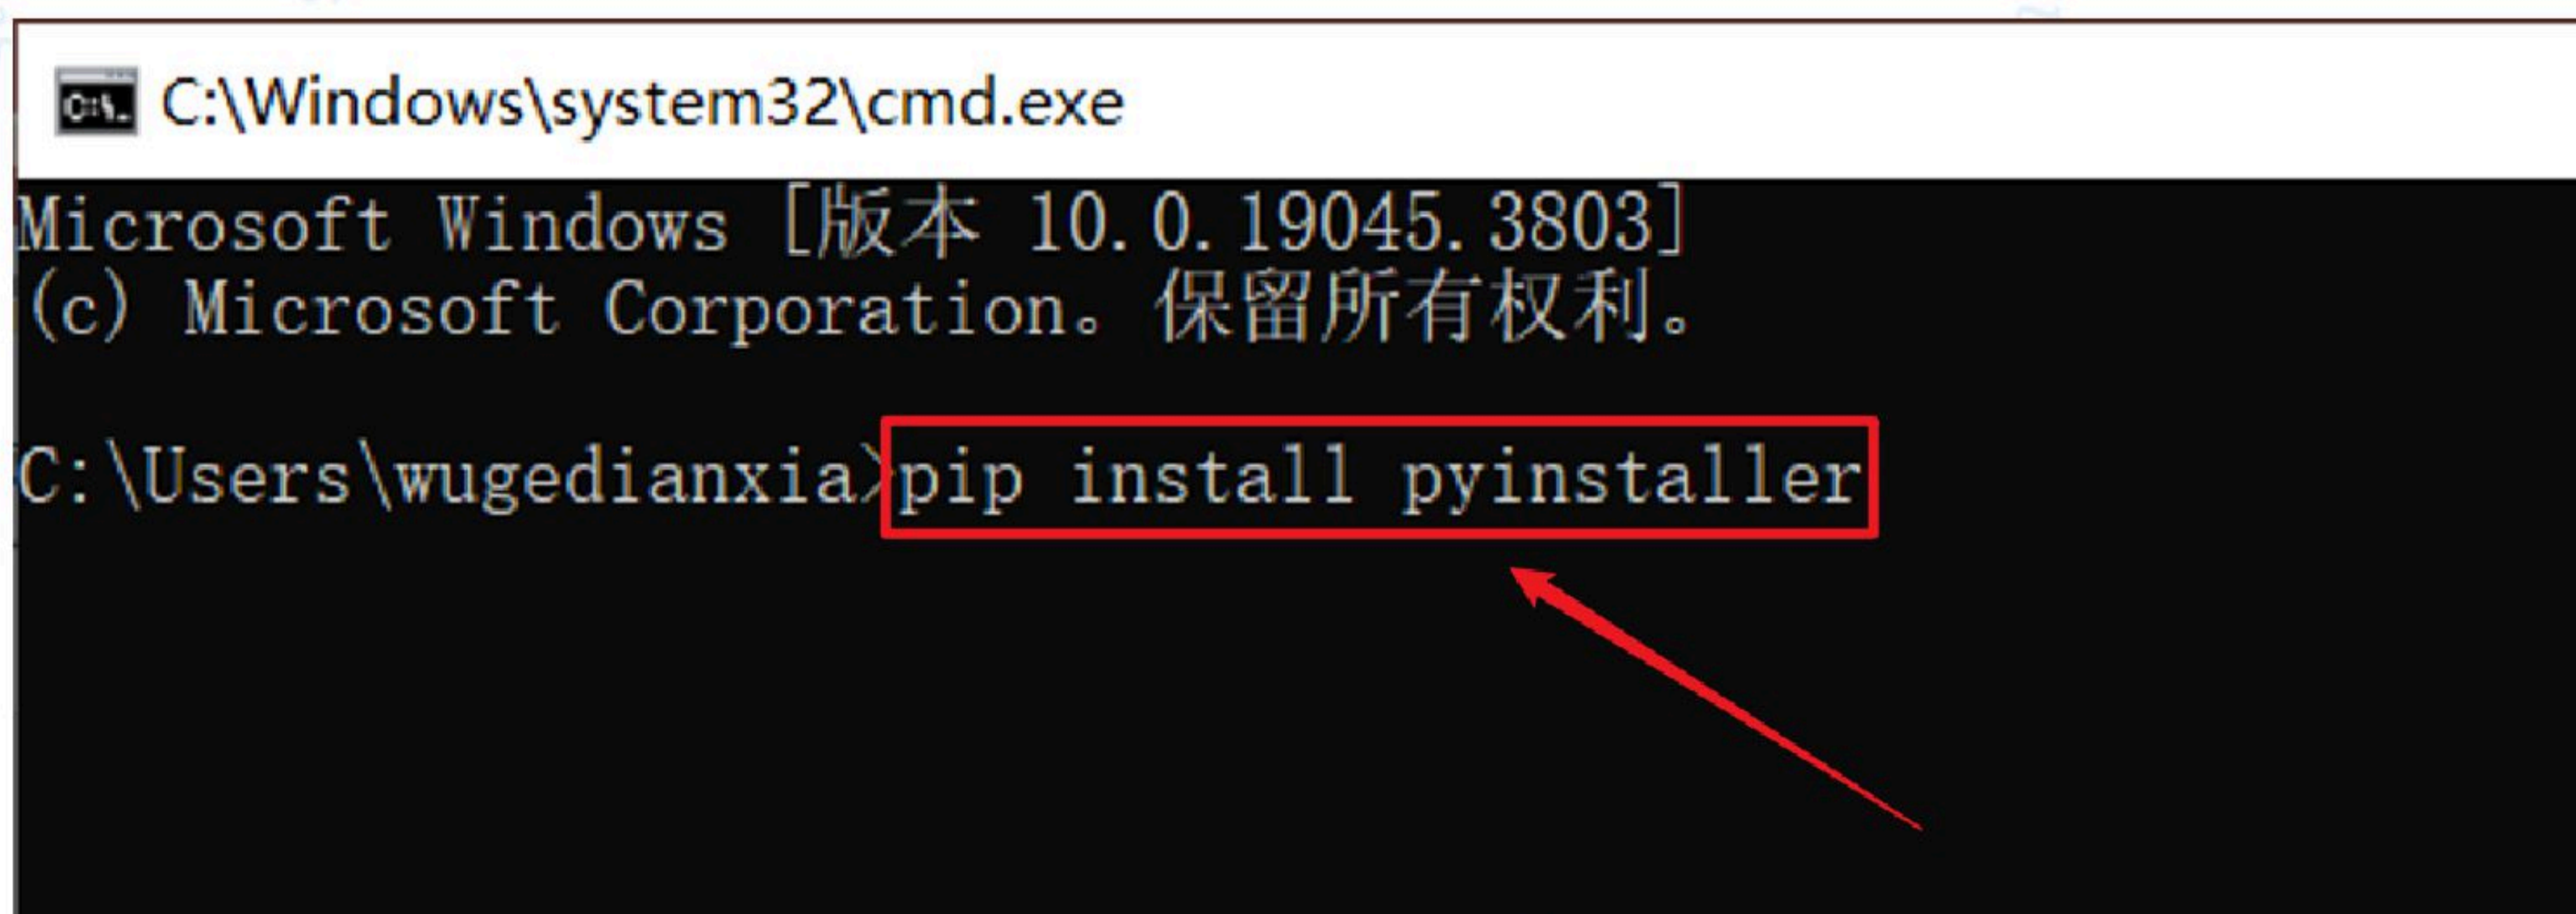 C:\Windows\system32\cmd.exe
Microsoft Windows [版本 10.0.19045.3803]
(c) Microsoft Corporation。保留所有权利。
C:\Users\wugedianxia>pip install pyinstaller